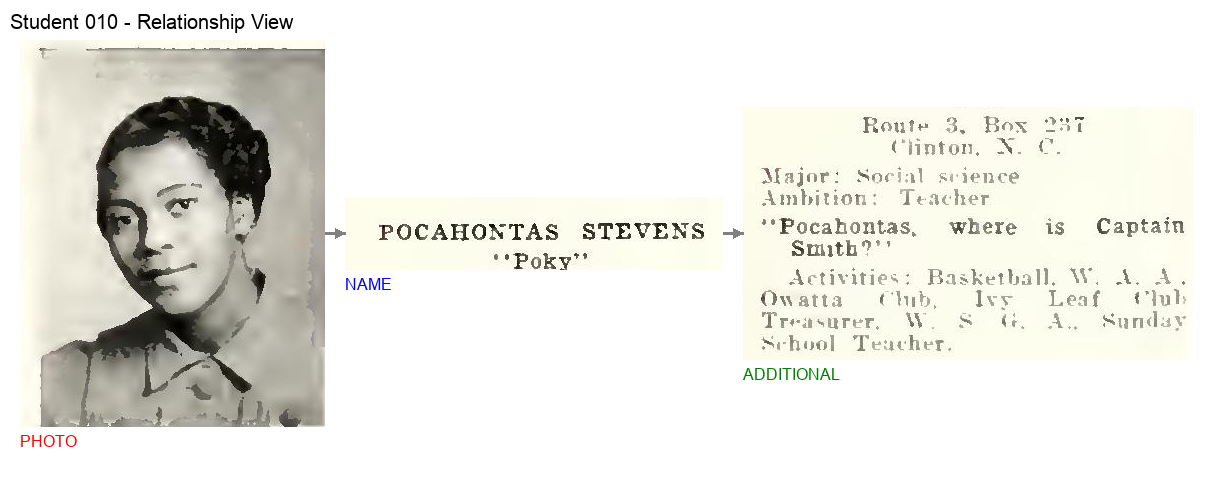 Student 010 - Relationship View
PHOTO
POCAHONTAS STEVENS
"Poky"
NAME
Route 3, Box 237
Clinton, N. C.
Major: Social science
Ambition: Teacher
"Pocahontas, where is Captain
Smith?"
Activities: Basketball, W. A. A.,
Owatta Club, Ivy Leaf Club
Treasurer, W. S. G. A., Sunday
School Teacher.
ADDITIONAL